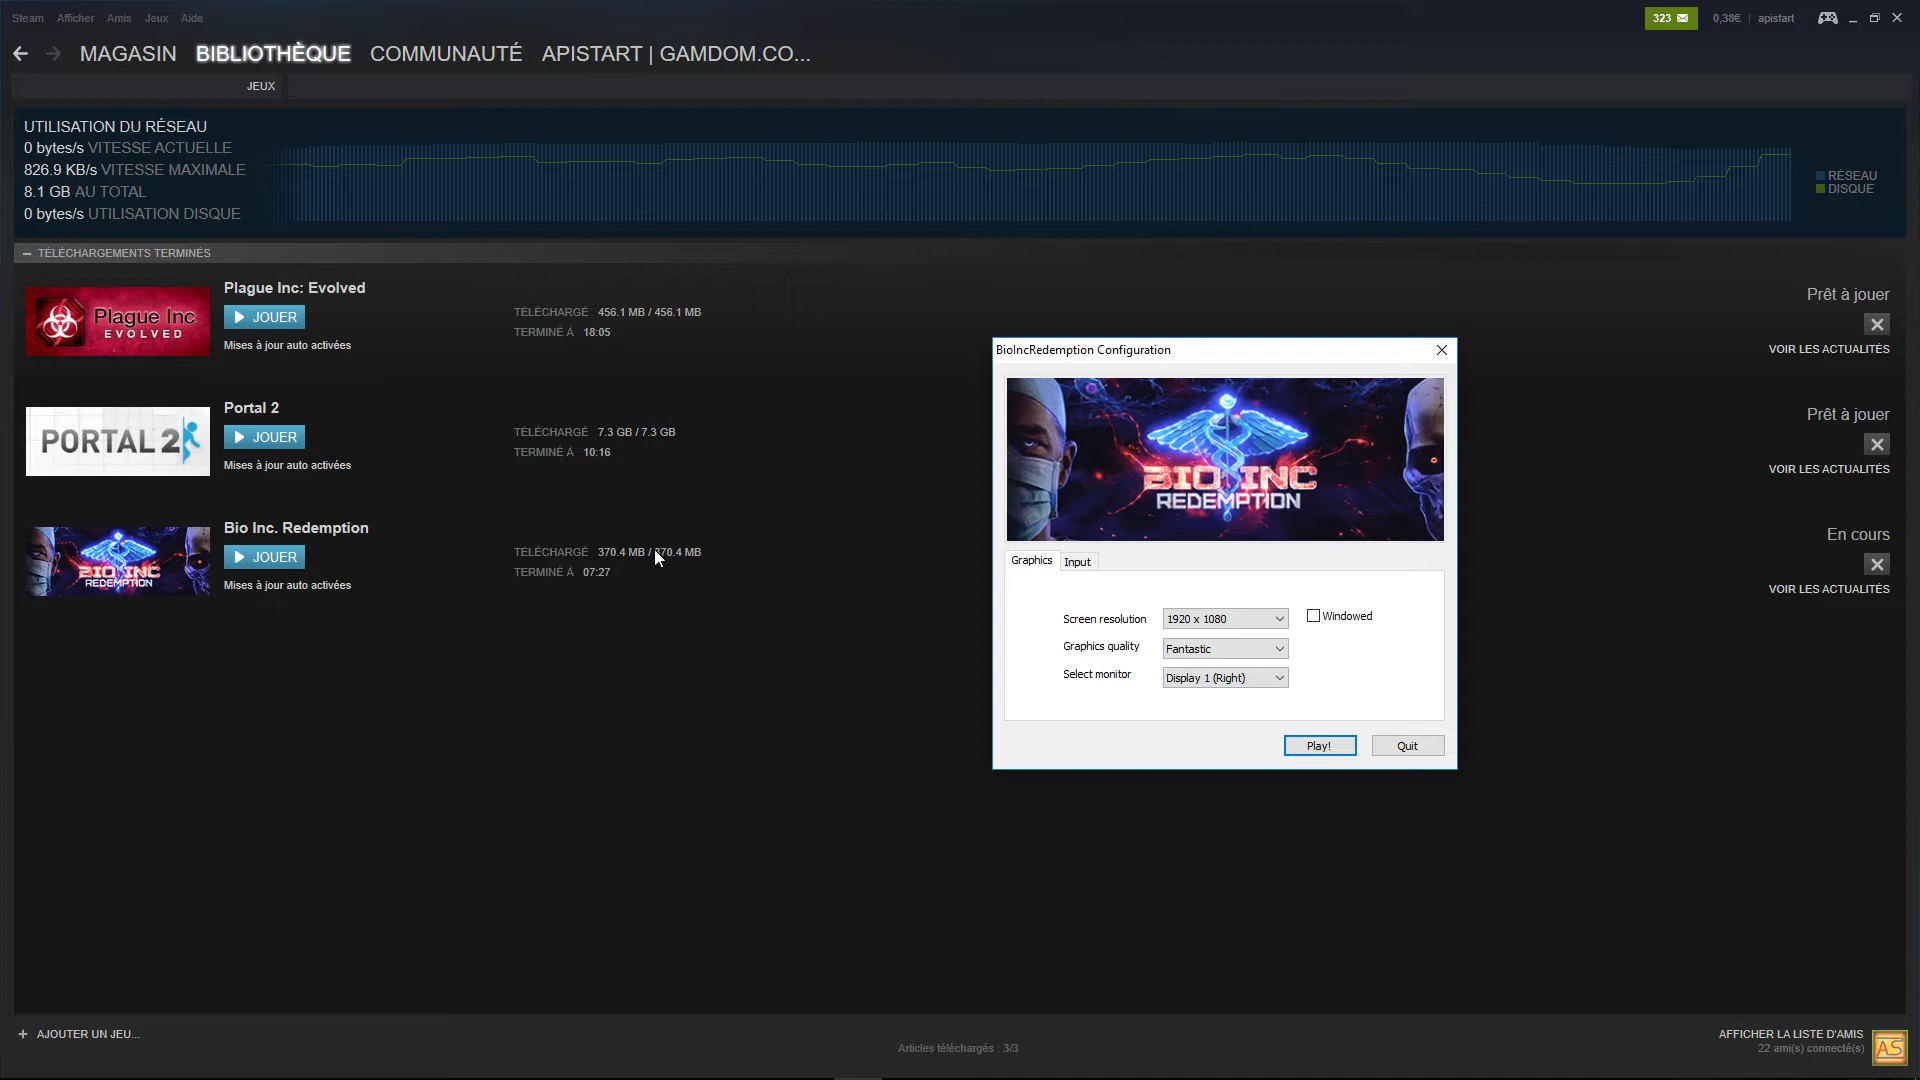 Steam Afficher Amis Jeux Aide
323 0,38€ | apistart
MAGASIN BIBLIOTHÈQUE COMMUNAUTÉ APISTART | GAMDOM.CO...
JEUX
UTILISATION DU RÉSEAU
0 bytes/s VITESSE ACTUELLE
826.9 KB/s VITESSE MAXIMALE
8.1 GB AU TOTAL
0 bytes/s UTILISATION DISQUE
RÉSEAU
DISQUE
TÉLÉCHARGEMENTS TERMINÉS
Plague Inc
EVOLVED
Plague Inc: Evolved
JOUER
Mises à jour auto activées
TÉLÉCHARGÉ 456.1 MB / 456.1 MB
TERMINÉ À 18:05
Prêt à jouer
VOIR LES ACTUALITÉS
PORTAL 2
Portal 2
JOUER
Mises à jour auto activées
TÉLÉCHARGÉ 7.3 GB / 7.3 GB
TERMINÉ À 10:16
Prêt à jouer
VOIR LES ACTUALITÉS
BIO INC
REDEMPTION
Bio Inc. Redemption
JOUER
Mises à jour auto activées
TÉLÉCHARGÉ 370.4 MB / 370.4 MB
TERMINÉ À 07:27
En cours
VOIR LES ACTUALITÉS
BioIncRedemption Configuration
BIO INC
REDEMPTION
Graphics Input
Screen resolution 1920 x 1080 Windowed
Graphics quality Fantastic
Select monitor Display 1 (Right)
Play! Quit
AJOUTER UN JEU...
Articles téléchargés : 3/3
AFFICHER LA LISTE D'AMIS
22 ami(s) connecté(s)
AS